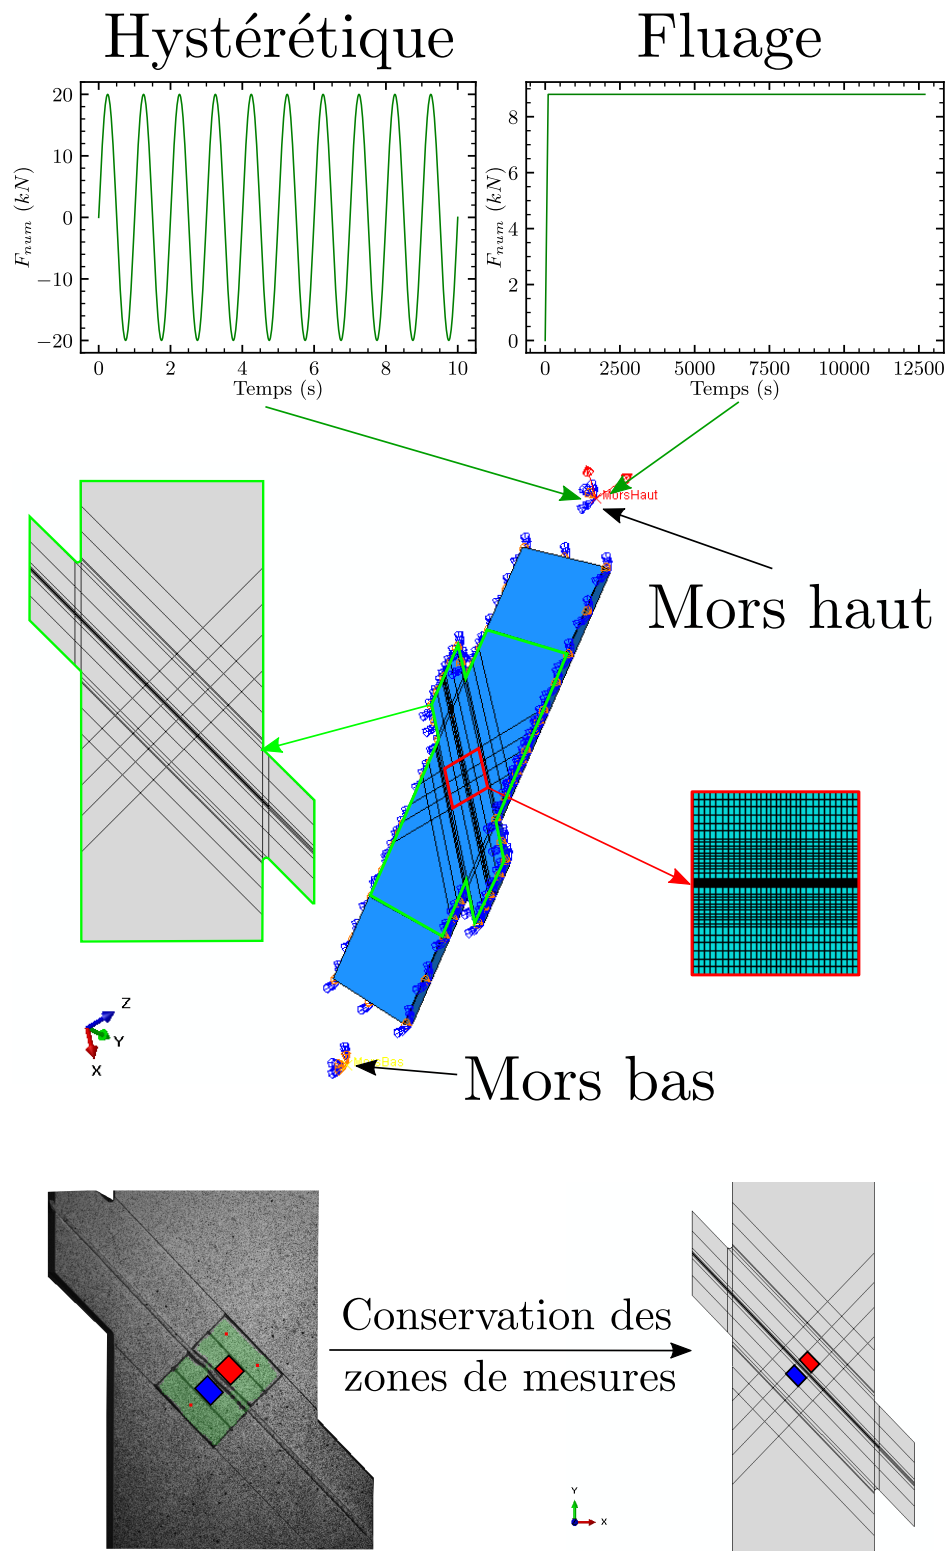 Hystérétique Fluage
20
10
0
−10
−20
F_num (kN)
0 2 4 6 8 10
Temps (s)
8
6
4
2
0
F_num (kN)
0 2500 5000 7500 10000 12500
Temps (s)
MorsHaut
Mors haut
Z
Y
X
MorsBas
Mors bas
Conservation des
zones de mesures
Y
X